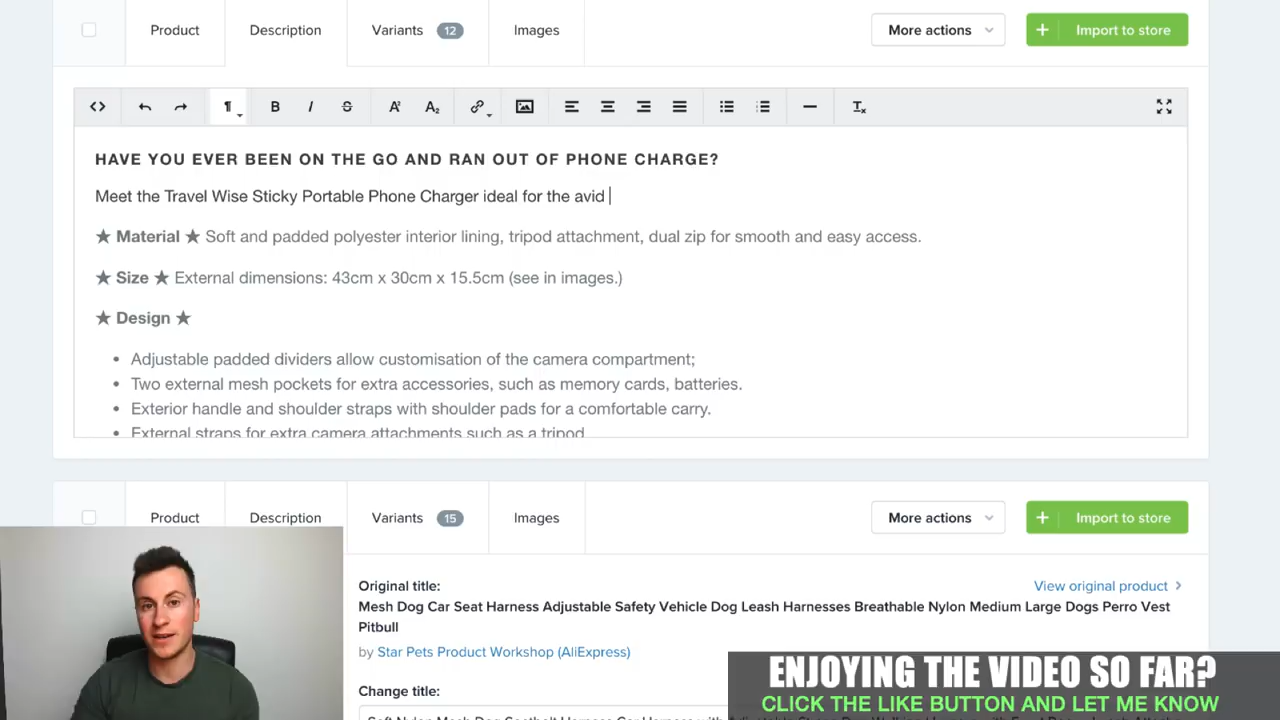 Product
Description
Variants 12
Images
More actions
Import to store
HAVE YOU EVER BEEN ON THE GO AND RAN OUT OF PHONE CHARGE?
Meet the Travel Wise Sticky Portable Phone Charger ideal for the avid
★ Material ★ Soft and padded polyester interior lining, tripod attachment, dual zip for smooth and easy access.
★ Size ★ External dimensions: 43cm x 30cm x 15.5cm (see in images.)
★ Design ★
• Adjustable padded dividers allow customisation of the camera compartment;
• Two external mesh pockets for extra accessories, such as memory cards, batteries.
• Exterior handle and shoulder straps with shoulder pads for a comfortable carry.
• External straps for extra camera attachments such as a tripod
Product
Description
Variants 15
Images
More actions
Import to store
Original title:
View original product
Mesh Dog Car Seat Harness Adjustable Safety Vehicle Dog Leash Harnesses Breathable Nylon Medium Large Dogs Perro Vest
Pitbull
by Star Pets Product Workshop (AliExpress)
Change title:
ENJOYING THE VIDEO SO FAR?
CLICK THE LIKE BUTTON AND LET ME KNOW